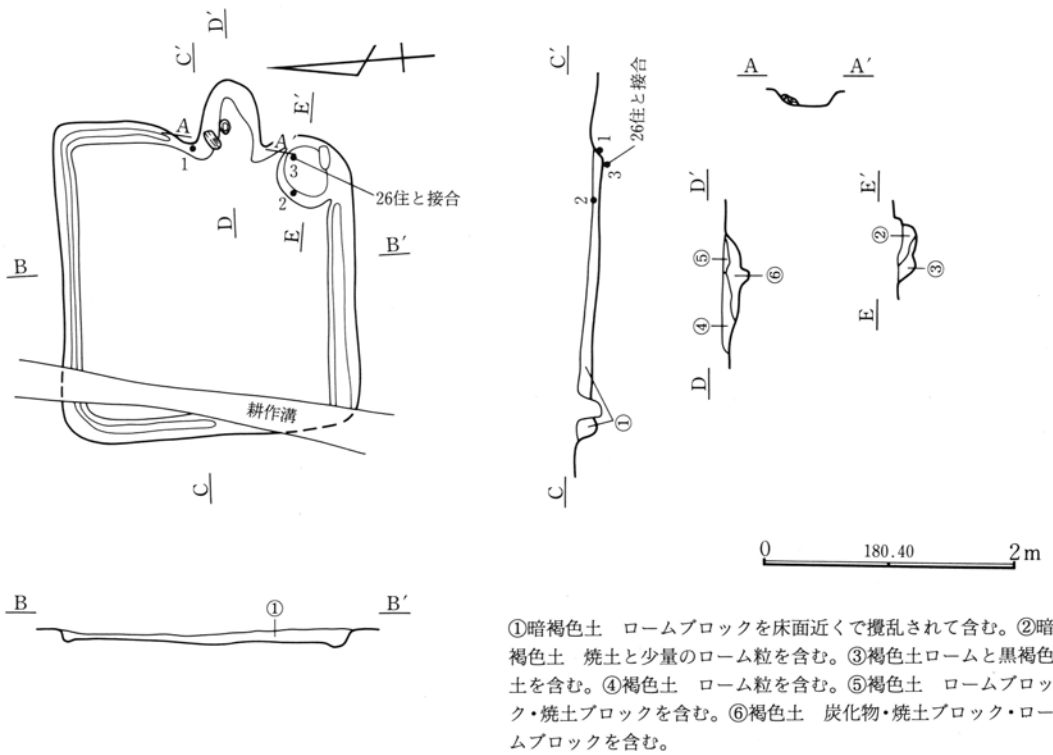 D′
C′
E′
A
A′
1
3
2
26住と接合
D
E
B
B′
耕作溝
C
C′
1
26住と接合
3
2
①
C
A
A′
D′
⑤
⑥
④
D
E′
②
③
E
0
180.40
2m
B
①
B′
①暗褐色土 ロームブロックを床面近くで攪乱されて含む。②暗
褐色土 焼土と少量のローム粒を含む。③褐色土ロームと黒褐色
土を含む。④褐色土 ローム粒を含む。⑤褐色土 ロームブロッ
ク・焼土ブロックを含む。⑥褐色土 炭化物・焼土ブロック・ロー
ムブロックを含む。